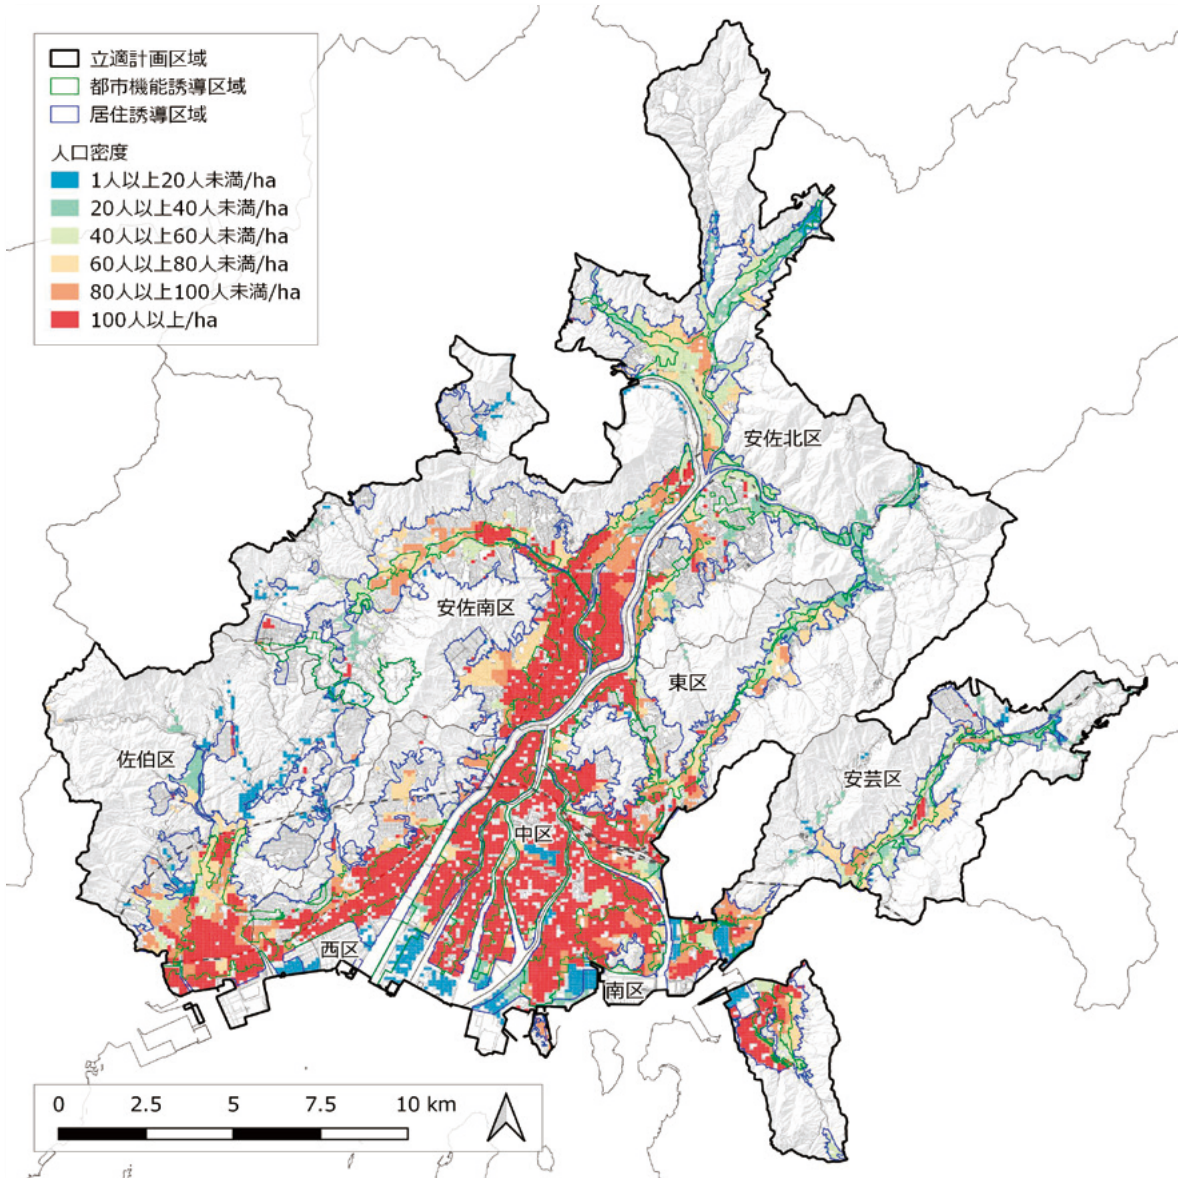 立適計画区域
都市機能誘導区域
居住誘導区域
人口密度
1人以上20人未満/ha
20人以上40人未満/ha
40人以上60人未満/ha
60人以上80人未満/ha
80人以上100人未満/ha
100人以上/ha
安佐北区
安佐南区
東区
佐伯区
安芸区
中区
西区
南区
0 2.5 5 7.5 10 km